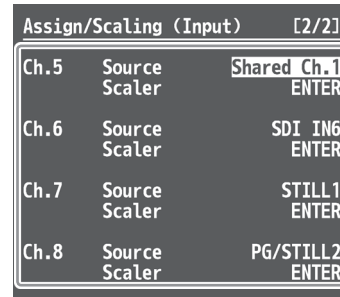 Assign/Scaling (Input) [2/2]
Ch.5 Source Shared Ch.1
Scaler ENTER
Ch.6 Source SDI IN6
Scaler ENTER
Ch.7 Source STILL1
Scaler ENTER
Ch.8 Source PG/STILL2
Scaler ENTER